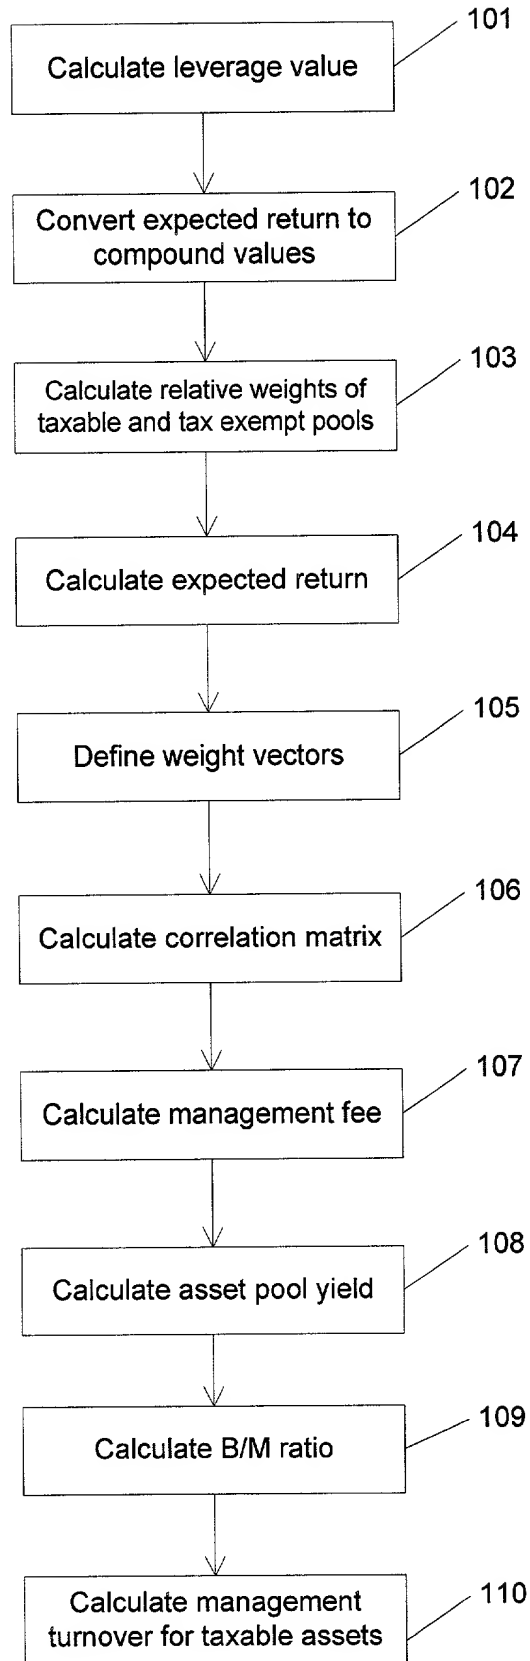 101
Calculate leverage value
102
Convert expected return to
compound values
103
Calculate relative weights of
taxable and tax exempt pools
104
Calculate expected return
105
Define weight vectors
106
Calculate correlation matrix
107
Calculate management fee
108
Calculate asset pool yield
109
Calculate B/M ratio
110
Calculate management
turnover for taxable assets